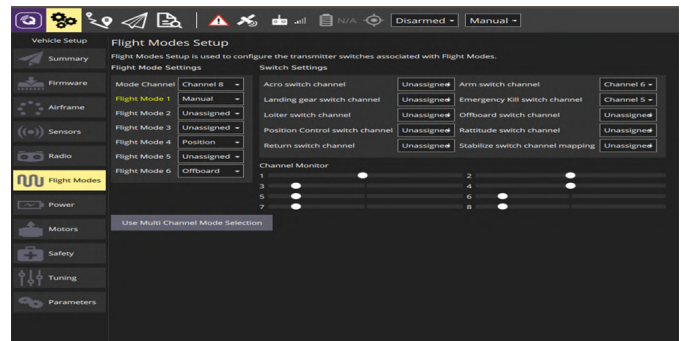 N/A Disarmed Manual
Vehicle Setup
Summary
Firmware
Airframe
Sensors
Radio
Flight Modes
Power
Motors
Safety
Tuning
Parameters
Flight Modes Setup
Flight Modes Setup is used to configure the transmitter switches associated with Flight Modes.
Flight Mode Settings
Mode Channel Channel 8
Flight Mode 1 Manual
Flight Mode 2 Unassigned
Flight Mode 3 Unassigned
Flight Mode 4 Position
Flight Mode 5 Unassigned
Flight Mode 6 Offboard
Switch Settings
Acro switch channel Unassigned Arm switch channel Channel 6
Landing gear switch channel Unassigned Emergency Kill switch channel Channel 5
Loiter switch channel Unassigned Offboard switch channel Unassigned
Position Control switch channel Unassigned Rattitude switch channel Unassigned
Return switch channel Unassigned Stabilize switch channel mapping Unassigned
Channel Monitor
1 2
3 4
5 6
7 8
Use Multi Channel Mode Selection